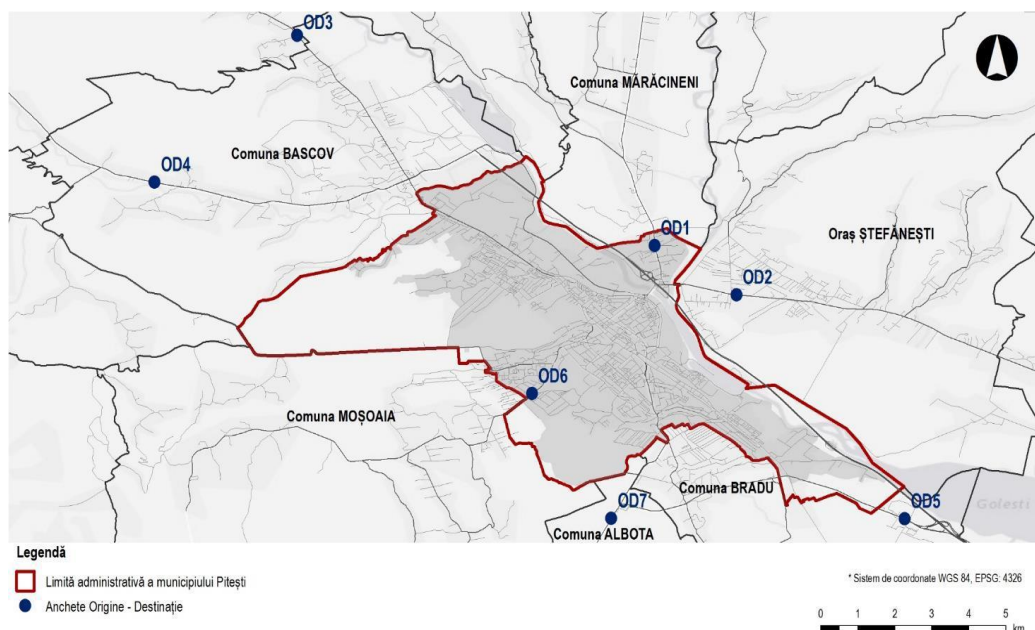 OD3
Comuna MĂRĂCINENI
Comuna BASCOV
OD4
OD1
Oraș ȘTEFĂNEȘTI
OD2
OD6
Comuna MOȘOAIA
Comuna BRADU
Golești
OD7
OD5
Comuna ALBOTA
Legendă
Limită administrativă a municipiului Pitești
Anchete Origine - Destinație
* Sistem de coordonate WGS 84, EPSG: 4326
0 1 2 3 4 5
km